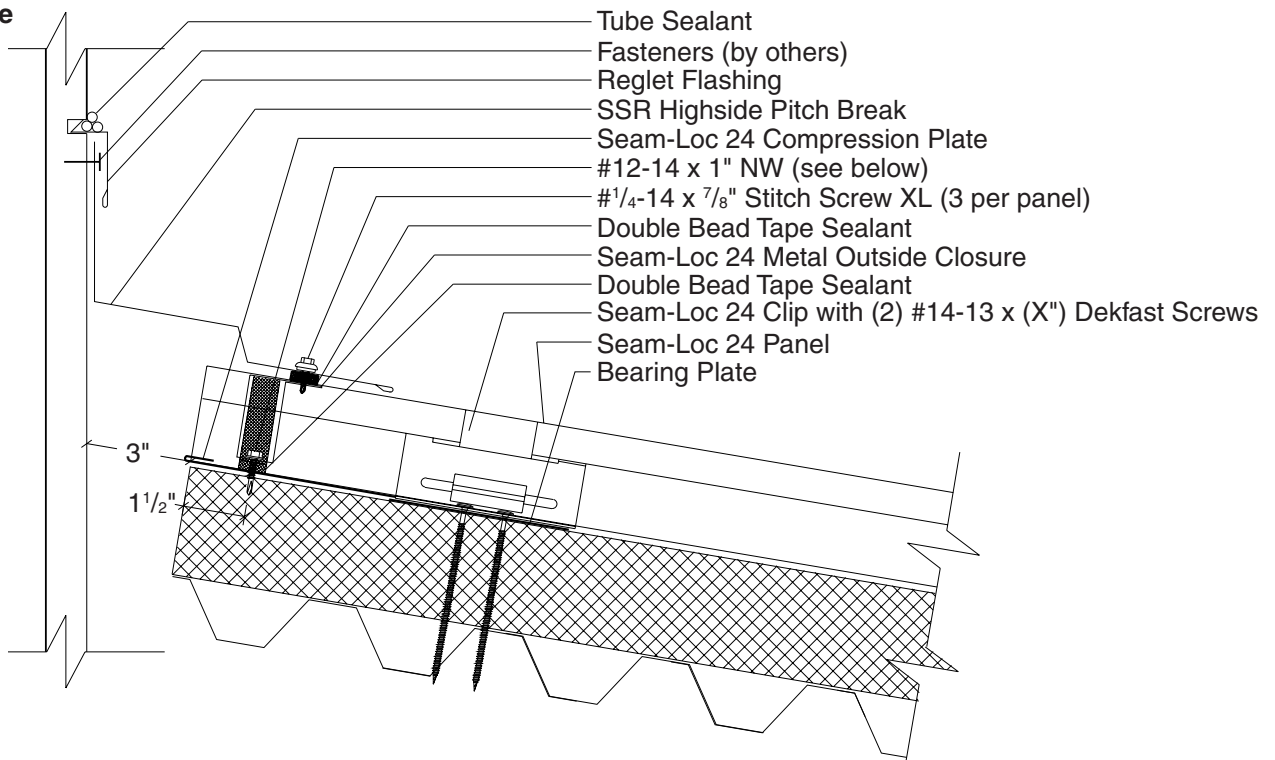 e
Tube Sealant
Fasteners (by others)
Reglet Flashing
SSR Highside Pitch Break
Seam-Loc 24 Compression Plate
#12-14 x 1" NW (see below)
#1/4-14 x 7/8" Stitch Screw XL (3 per panel)
Double Bead Tape Sealant
Seam-Loc 24 Metal Outside Closure
Double Bead Tape Sealant
Seam-Loc 24 Clip with (2) #14-13 x (X") Dekfast Screws
Seam-Loc 24 Panel
Bearing Plate
3"
1 1/2"